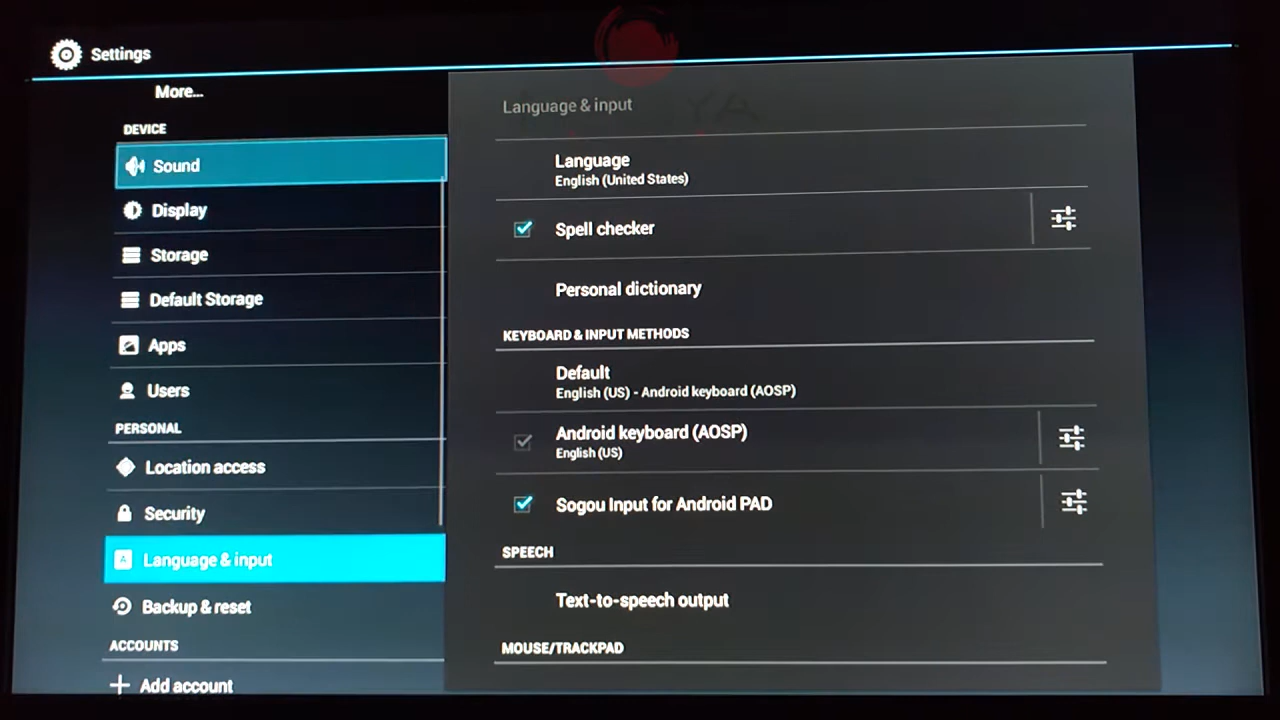 Settings
More...
DEVICE
Sound
Display
Storage
Default Storage
Apps
Users
PERSONAL
Location access
Security
Language & input
Backup & reset
ACCOUNTS
Add account
Language & input
Language
English (United States)
Spell checker
Personal dictionary
KEYBOARD & INPUT METHODS
Default
English (US) - Android keyboard (AOSP)
Android keyboard (AOSP)
English (US)
Sogou Input for Android PAD
SPEECH
Text-to-speech output
MOUSE/TRACKPAD